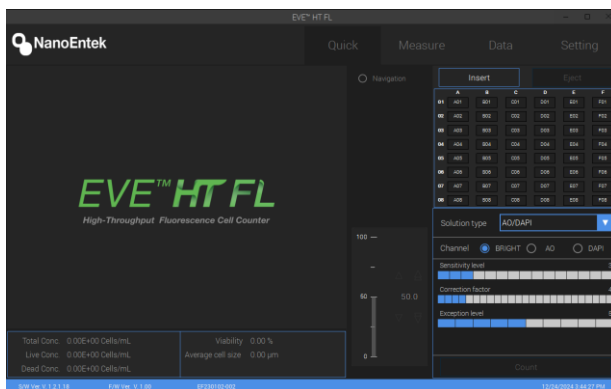 EVE™ HT FL
NanoEntek
Quick Measure Data Setting
Navigation
Insert Eject
A B C D E F
01 A01 B01 C01 D01 E01 F01
02 A02 B02 C02 D02 E02 F02
03 A03 B03 C03 D03 E03 F03
04 A04 B04 C04 D04 E04 F04
05 A05 B05 C05 D05 E05 F05
06 A06 B06 C06 D06 E06 F06
07 A07 B07 C07 D07 E07 F07
08 A08 B08 C08 D08 E08 F08
EVE™ HT FL
High-Throughput Fluorescence Cell Counter
Solution type AO/DAPI
Channel BRIGHT AO DAPI
Sensitivity level
Correction factor
Exception level
100
50 50.0
0
Total Conc. 0.00E+00 Cells/mL
Live Conc. 0.00E+00 Cells/mL
Dead Conc. 0.00E+00 Cells/mL
Viability 0.00 %
Average cell size 0.00 μm
Count
S/W Ver. V. 1.2.1.16 F/W Ver. V 1.00 EF230102-002 12/24/2024 3:44:27 PM